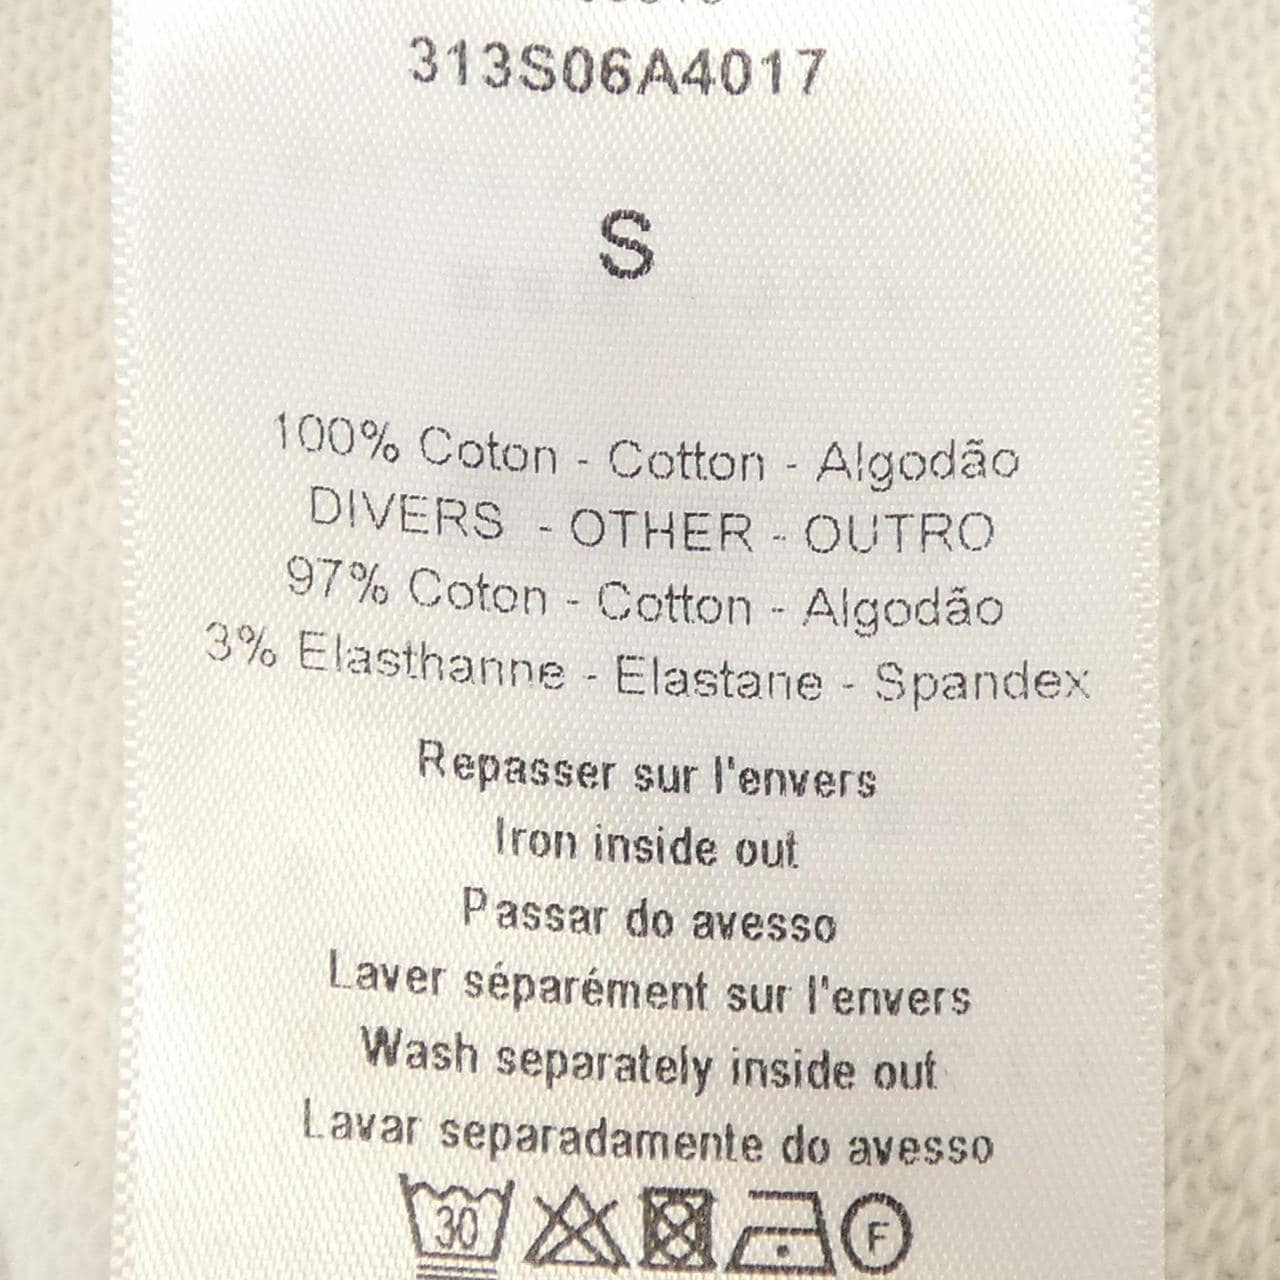 313S06A4017
S
100% Coton - Cotton - Algodão
DIVERS - OTHER - OUTRO
97% Coton - Cotton - Algodão
3% Elasthanne - Elastane - Spandex
Repasser sur l'envers
Iron inside out
Passar do avesso
Laver séparément sur l'envers
Wash separately inside out
Lavar separadamente do avesso
30 F